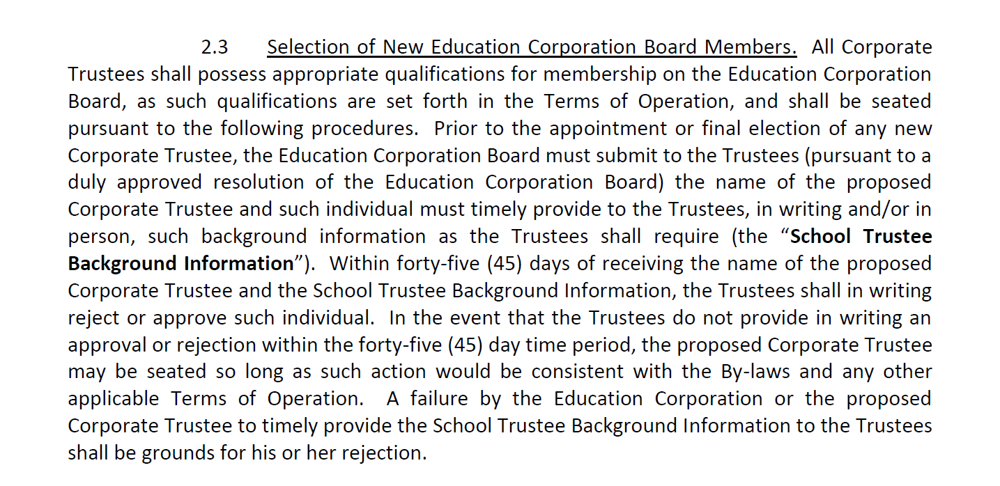 2.3 Selection of New Education Corporation Board Members. All Corporate
Trustees shall possess appropriate qualifications for membership on the Education Corporation
Board, as such qualifications are set forth in the Terms of Operation, and shall be seated
pursuant to the following procedures. Prior to the appointment or final election of any new
Corporate Trustee, the Education Corporation Board must submit to the Trustees (pursuant to a
duly approved resolution of the Education Corporation Board) the name of the proposed
Corporate Trustee and such individual must timely provide to the Trustees, in writing and/or in
person, such background information as the Trustees shall require (the “School Trustee
Background Information”). Within forty-five (45) days of receiving the name of the proposed
Corporate Trustee and the School Trustee Background Information, the Trustees shall in writing
reject or approve such individual. In the event that the Trustees do not provide in writing an
approval or rejection within the forty-five (45) day time period, the proposed Corporate Trustee
may be seated so long as such action would be consistent with the By-laws and any other
applicable Terms of Operation. A failure by the Education Corporation or the proposed
Corporate Trustee to timely provide the School Trustee Background Information to the Trustees
shall be grounds for his or her rejection.